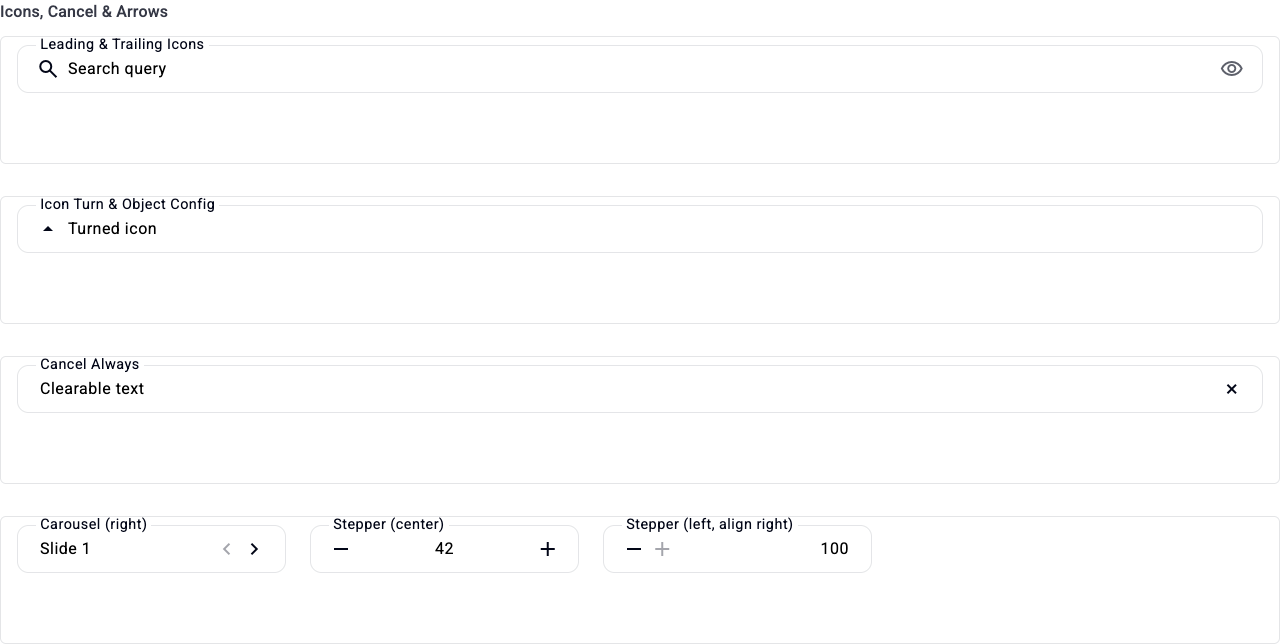 Icons, Cancel & Arrows
Leading & Trailing Icons
Search query
Icon Turn & Object Config
Turned icon
Cancel Always
Clearable text
Carousel (right)
Slide 1
Stepper (center)
42
Stepper (left, align right)
100